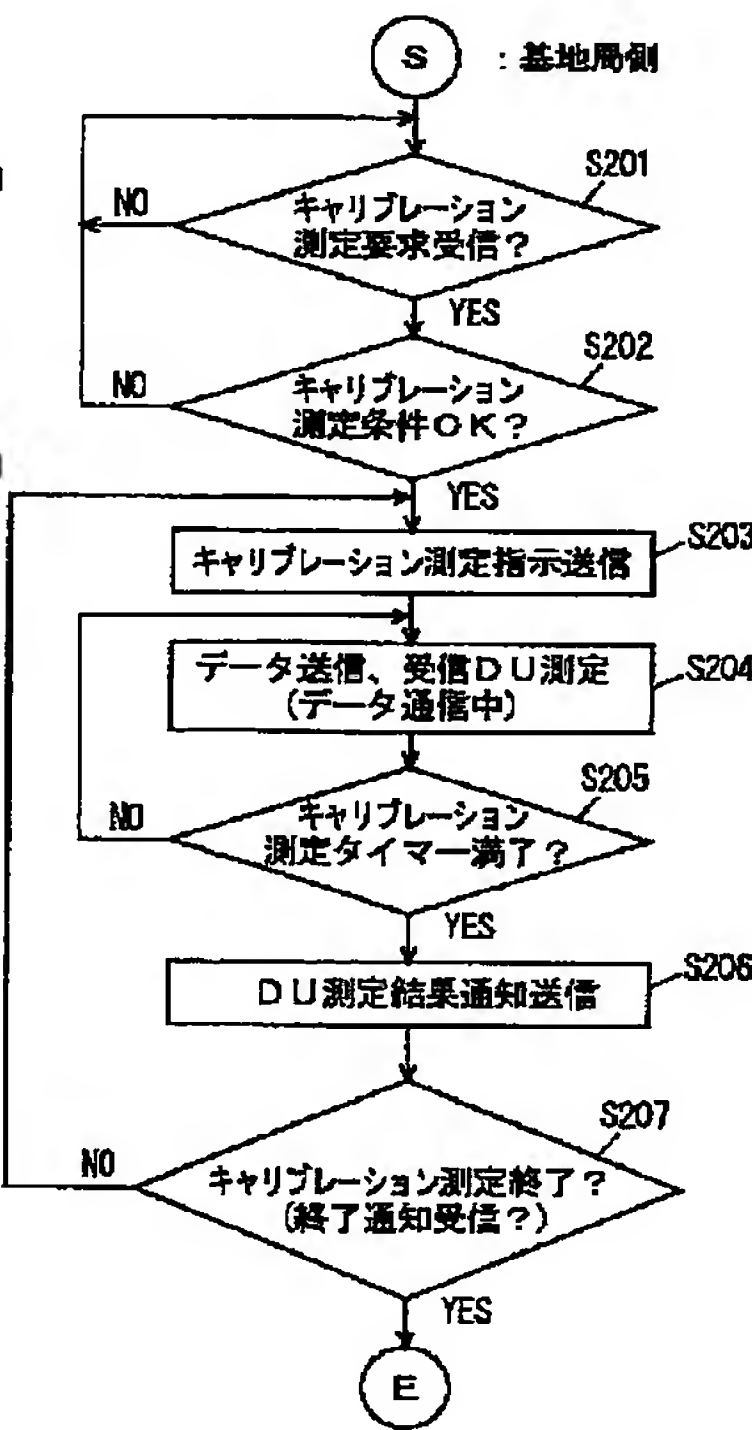 S
：基地局側
S201
キャリブレーション
測定要求受信？
NO
YES
S202
キャリブレーション
測定条件ＯＫ？
NO
YES
S203
キャリブレーション測定指示送信
S204
データ送信、受信ＤＵ測定
(データ通信中)
S205
キャリブレーション
測定タイマー満了？
NO
YES
S206
ＤＵ測定結果通知送信
S207
キャリブレーション測定終了？
(終了通知受信？)
NO
YES
E